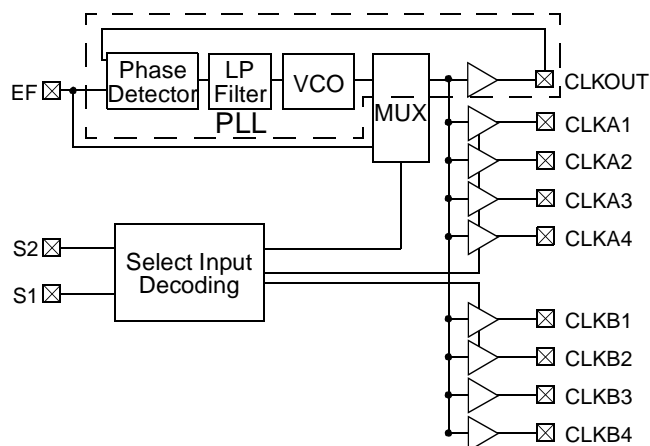 Phase
Detector
LP
Filter
VCO
MUX
PLL
EF
CLKOUT
CLKA1
CLKA2
CLKA3
CLKA4
S2
S1
Select Input
Decoding
CLKB1
CLKB2
CLKB3
CLKB4